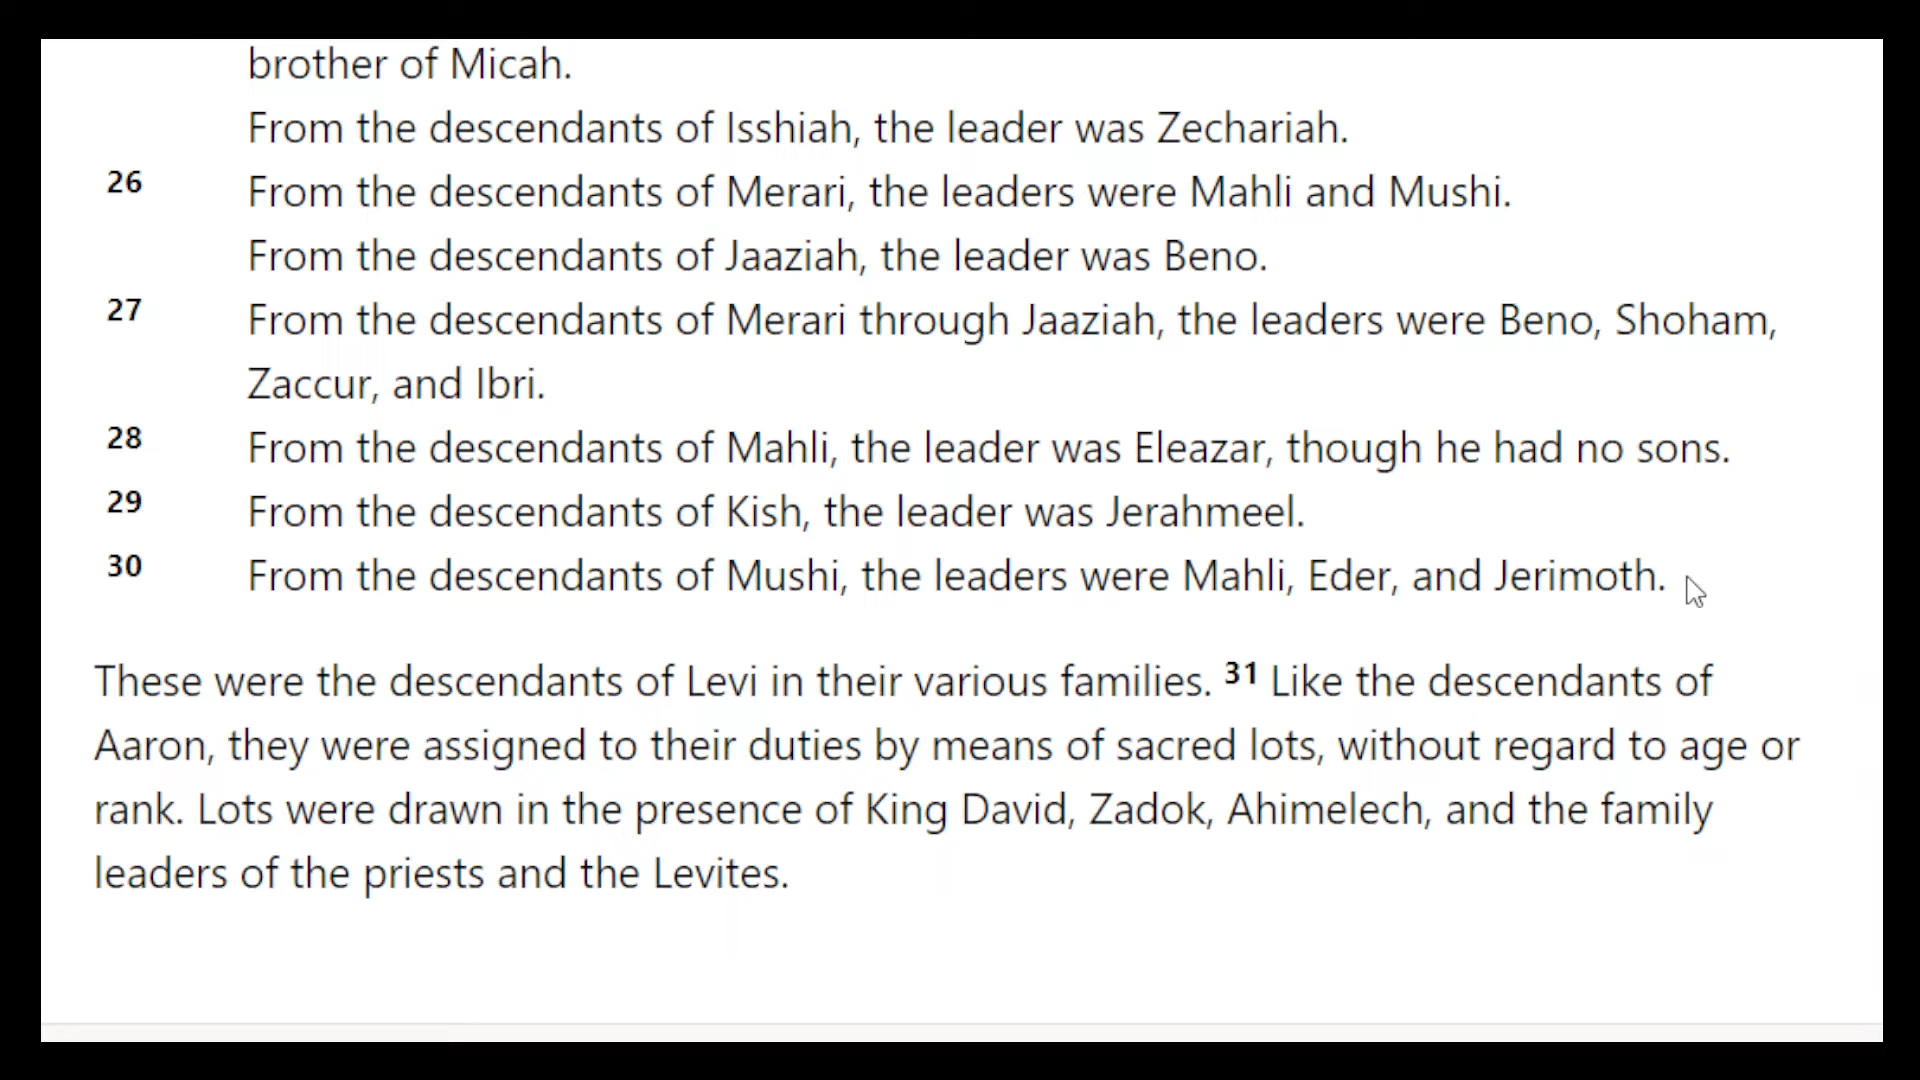 brother of Micah.
From the descendants of Isshiah, the leader was Zechariah.
26 From the descendants of Merari, the leaders were Mahli and Mushi.
From the descendants of Jaaziah, the leader was Beno.
27 From the descendants of Merari through Jaaziah, the leaders were Beno, Shoham,
Zaccur, and Ibri.
28 From the descendants of Mahli, the leader was Eleazar, though he had no sons.
29 From the descendants of Kish, the leader was Jerahmeel.
30 From the descendants of Mushi, the leaders were Mahli, Eder, and Jerimoth.
These were the descendants of Levi in their various families. 31 Like the descendants of
Aaron, they were assigned to their duties by means of sacred lots, without regard to age or
rank. Lots were drawn in the presence of King David, Zadok, Ahimelech, and the family
leaders of the priests and the Levites.